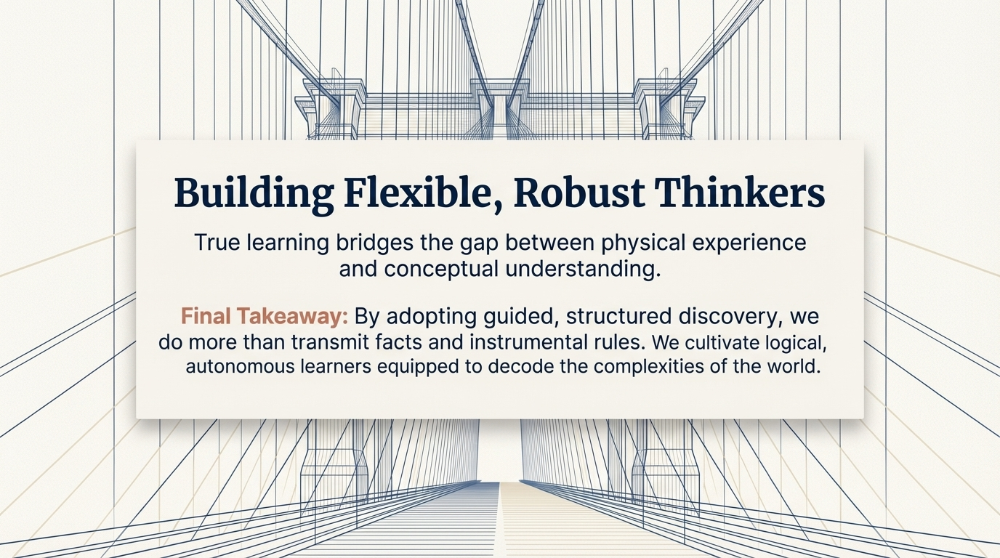 Building Flexible, Robust Thinkers
True learning bridges the gap between physical experience
and conceptual understanding.
Final Takeaway: By adopting guided, structured discovery, we
do more than transmit facts and instrumental rules. We cultivate logical,
autonomous learners equipped to decode the complexities of the world.